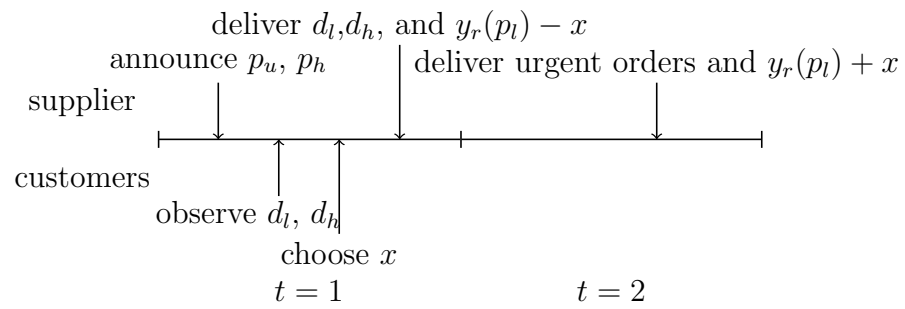 deliver $d_l$,$d_h$, and $y_r(p_l) - x$
announce $p_u$, $p_h$
deliver urgent orders and $y_r(p_l) + x$
supplier
customers
observe $d_l$, $d_h$
choose $x$
$t = 1$
$t = 2$